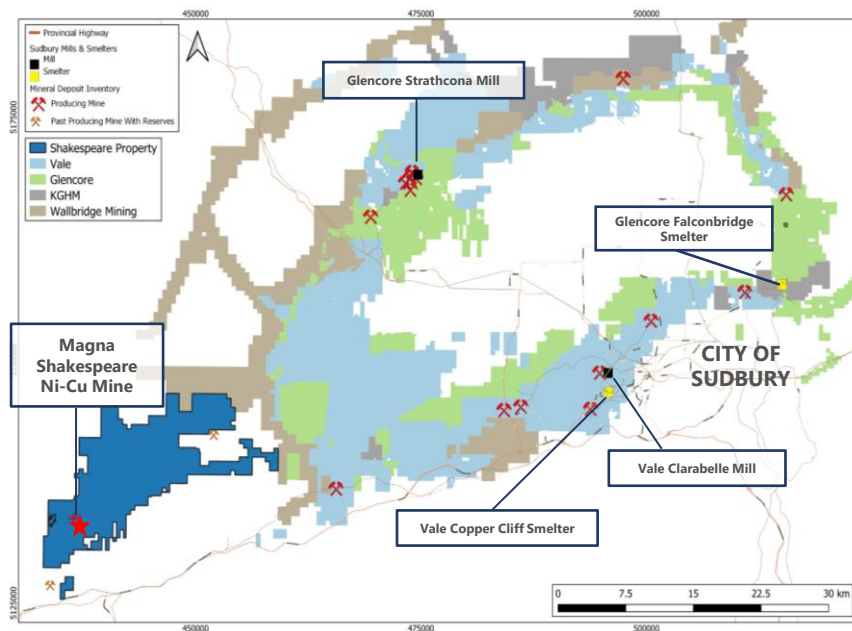 450000
475000
500000
Provincial Highway
Sudbury Mills & Smelters
Mill
Smelter
Mineral Deposit Inventory
Producing Mine
Past Producing Mine With Reserves
Shakespeare Property
Vale
Glencore
KGHM
Wallbridge Mining
5175000
Glencore Strathcona Mill
Glencore Falconbridge
Smelter
Magna
Shakespeare
Ni-Cu Mine
CITY OF
SUDBURY
Vale Clarabelle Mill
Vale Copper Cliff Smelter
5125000
0
7.5
15
22.5
30 km
450000
475000
500000